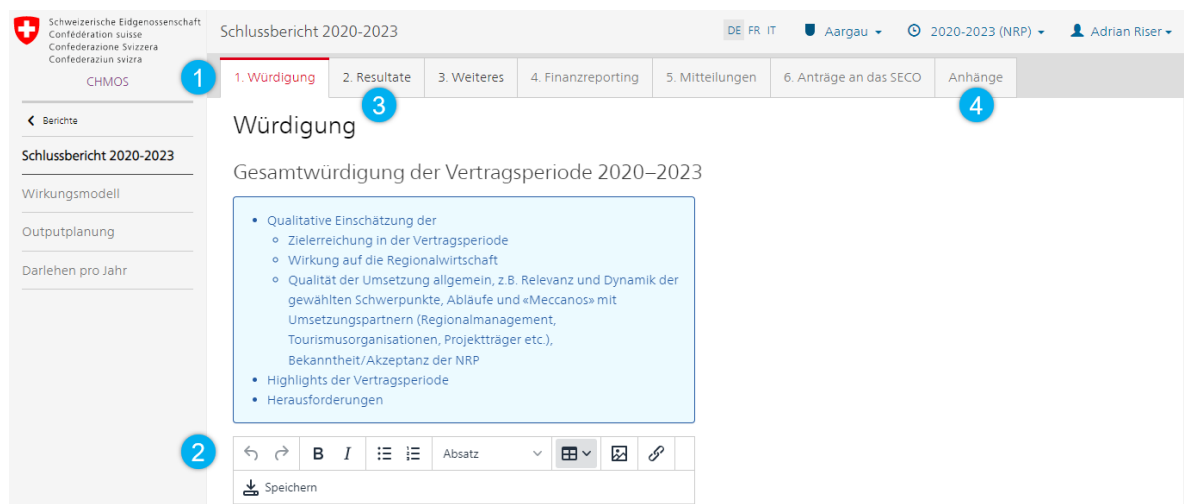 Schweizerische Eidgenossenschaft
Confédération suisse
Confederazione Svizzera
Confederaziun svizra
CHMOS
Schlussbericht 2020-2023
DE FR IT
Aargau
2020-2023 (NRP)
Adrian Riser
1
1. Würdigung
2. Resultate
3. Weiteres
4. Finanzreporting
5. Mitteilungen
6. Anträge an das SECO
Anhänge
3
4
Berichte
Schlussbericht 2020-2023
Wirkungsmodell
Outputplanung
Darlehen pro Jahr
Würdigung
Gesamtwürdigung der Vertragsperiode 2020–2023
• Qualitative Einschätzung der
◦ Zielerreichung in der Vertragsperiode
◦ Wirkung auf die Regionalwirtschaft
◦ Qualität der Umsetzung allgemein, z.B. Relevanz und Dynamik der
gewählten Schwerpunkte, Abläufe und «Meccanos» mit
Umsetzungspartnern (Regionalmanagement,
Tourismusorganisationen, Projektträger etc.),
Bekanntheit/Akzeptanz der NRP
• Highlights der Vertragsperiode
• Herausforderungen
2
B I
Absatz
Speichern